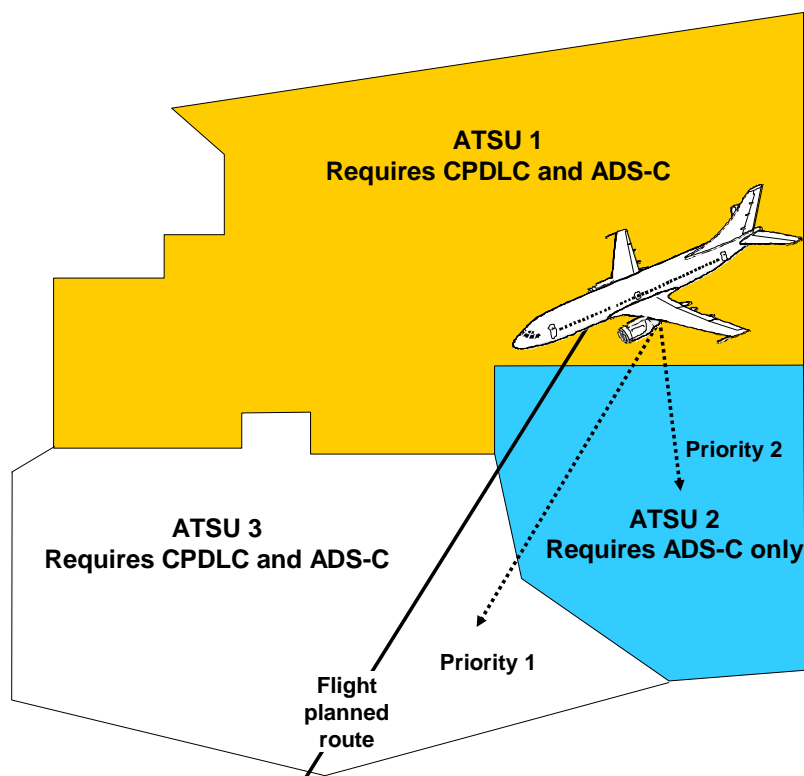 ATSU 1
Requires CPDLC and ADS-C
Priority 2
ATSU 3
Requires CPDLC and ADS-C
ATSU 2
Requires ADS-C only
Priority 1
Flight
planned
route